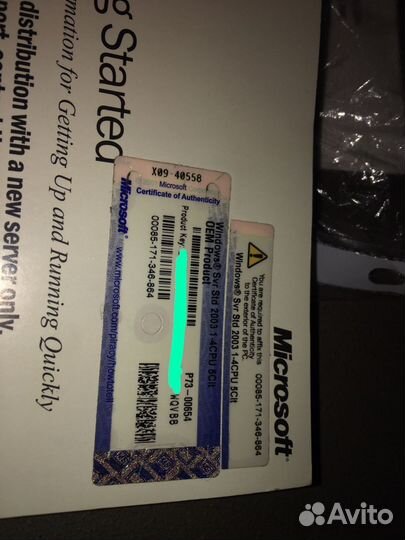 g Started
ormation for Getting Up and Running Quickly
distribution with a new server only.
X09-40558
Microsoft
Certificate of Authenticity
Windows® Svr Std 2003 1-4CPU 5Clt
OEM Product
Product Key:
WQVBB
00085-171-346-864
P73-00654
Microsoft®
www.microsoft.com/piracy/howtotell
You are required to affix this
Certificate of Authenticity
to the exterior of the PC.
00085-171-346-864
Windows® Svr Std 2003 1-4CPU 5Clt
Microsoft®
Avito